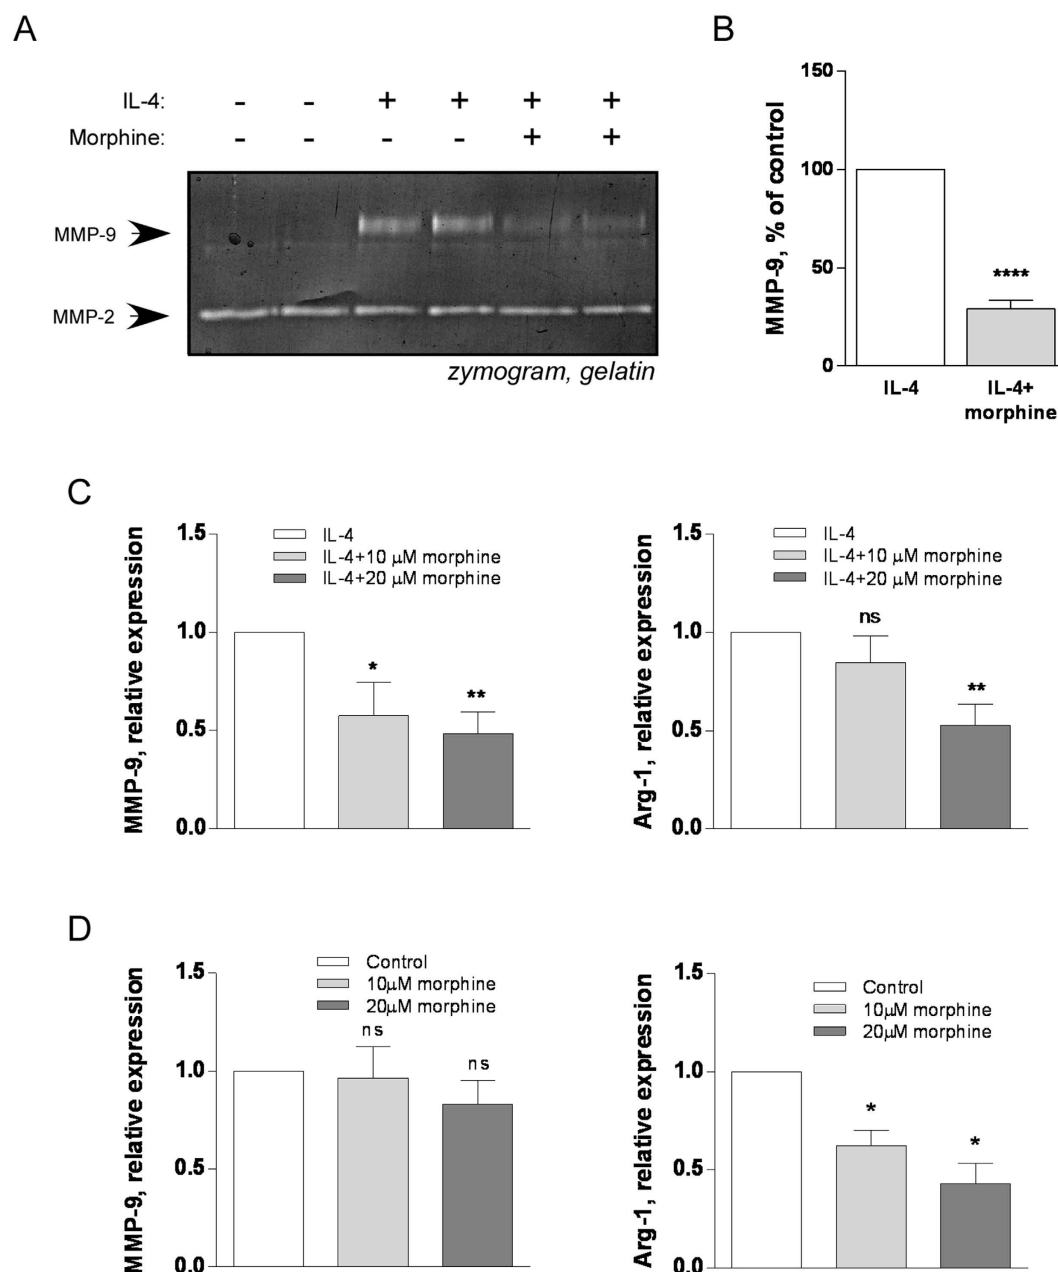 A
IL-4: - - + + + +
Morphine: - - - - + +
MMP-9
MMP-2
zymogram, gelatin
B
MMP-9, % of control
150
100
50
0
****
IL-4
IL-4+
morphine
C
MMP-9, relative expression
1.5
1.0
0.5
0.0
IL-4
IL-4+10 μM morphine
IL-4+20 μM morphine
*
**
Arg-1, relative expression
1.5
1.0
0.5
0.0
IL-4
IL-4+10 μM morphine
IL-4+20 μM morphine
ns
**
D
MMP-9, relative expression
1.5
1.0
0.5
0.0
Control
10μM morphine
20μM morphine
ns
ns
Arg-1, relative expression
1.5
1.0
0.5
0.0
Control
10μM morphine
20μM morphine
*
*